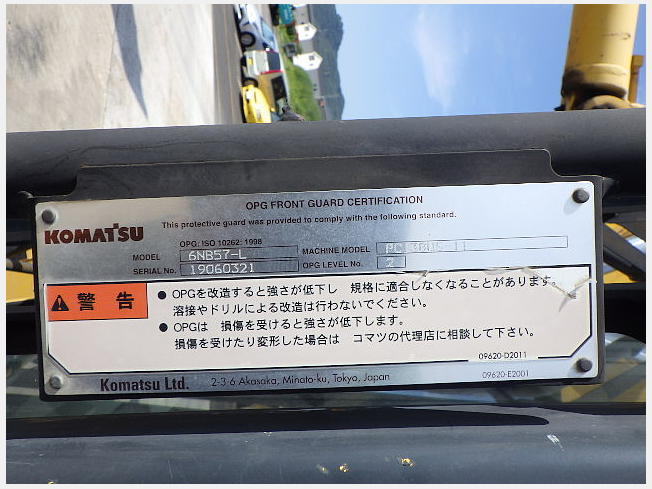 OPG FRONT GUARD CERTIFICATION
This protective guard was provided to comply with the following standard.
KOMATSU
OPG: ISO 10262: 1998
MODEL 6NB57-L MACHINE MODEL
SERIAL No. 19060321 OPG LEVEL No. 2
警告
● OPGを改造すると強さが低下し 規格に適合しなくなることがあります。
溶接やドリルによる改造は行わないでください。
● OPGは 損傷を受けると強さが低下します。
損傷を受けたり変形した場合は コマツの代理店に相談して下さい。
09620-D2011
Komatsu Ltd. 2-3-6 Akasaka, Minato-ku, Tokyo, Japan
09620-E2001